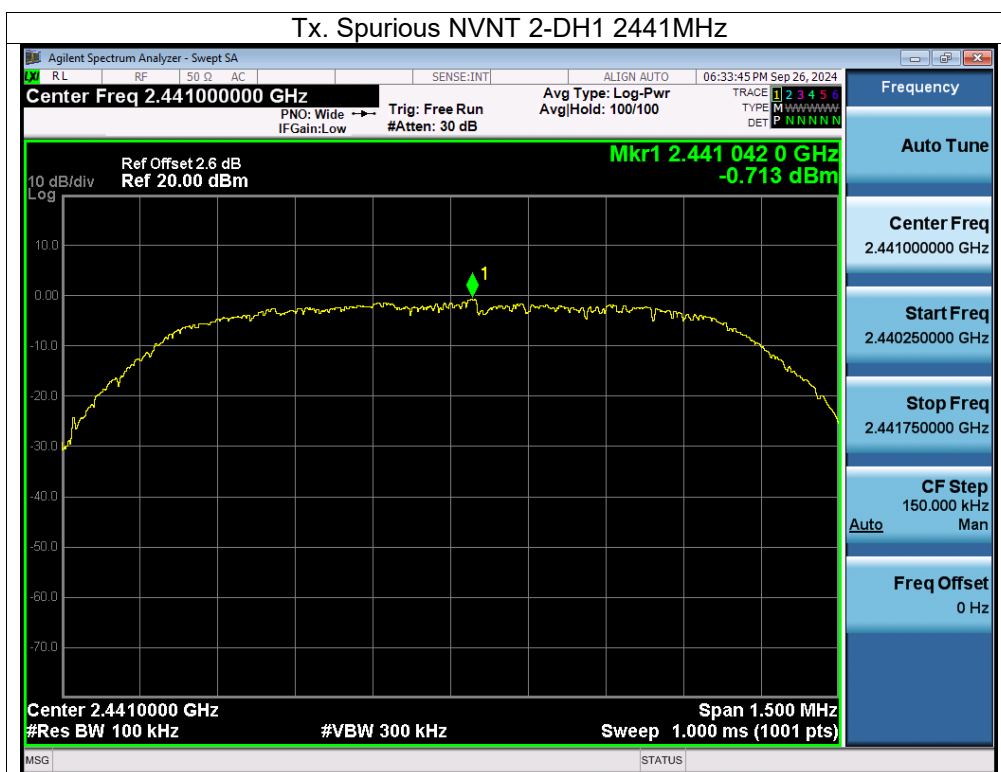 Tx. Spurious NVNT 2-DH1 2441MHz
Agilent Spectrum Analyzer - Swept SA
LXI RL RF 50 Ω AC SENSE:INT ALIGN AUTO 06:33:45 PM Sep 26, 2024
Center Freq 2.441000000 GHz
PNO: Wide
IFGain:Low
Trig: Free Run
#Atten: 30 dB
Avg Type: Log-Pwr
Avg|Hold: 100/100
TRACE 1 2 3 4 5 6
TYPE M WWWWW
DET P N N N N N
Ref Offset 2.6 dB
10 dB/div Ref 20.00 dBm
Log
Mkr1 2.441 042 0 GHz
-0.713 dBm
1
10.0
0.00
-10.0
-20.0
-30.0
-40.0
-50.0
-60.0
-70.0
Center 2.4410000 GHz Span 1.500 MHz
#Res BW 100 kHz #VBW 300 kHz Sweep 1.000 ms (1001 pts)
MSG STATUS
Frequency
Auto Tune
Center Freq
2.441000000 GHz
Start Freq
2.440250000 GHz
Stop Freq
2.441750000 GHz
CF Step
150.000 kHz
Auto Man
Freq Offset
0 Hz